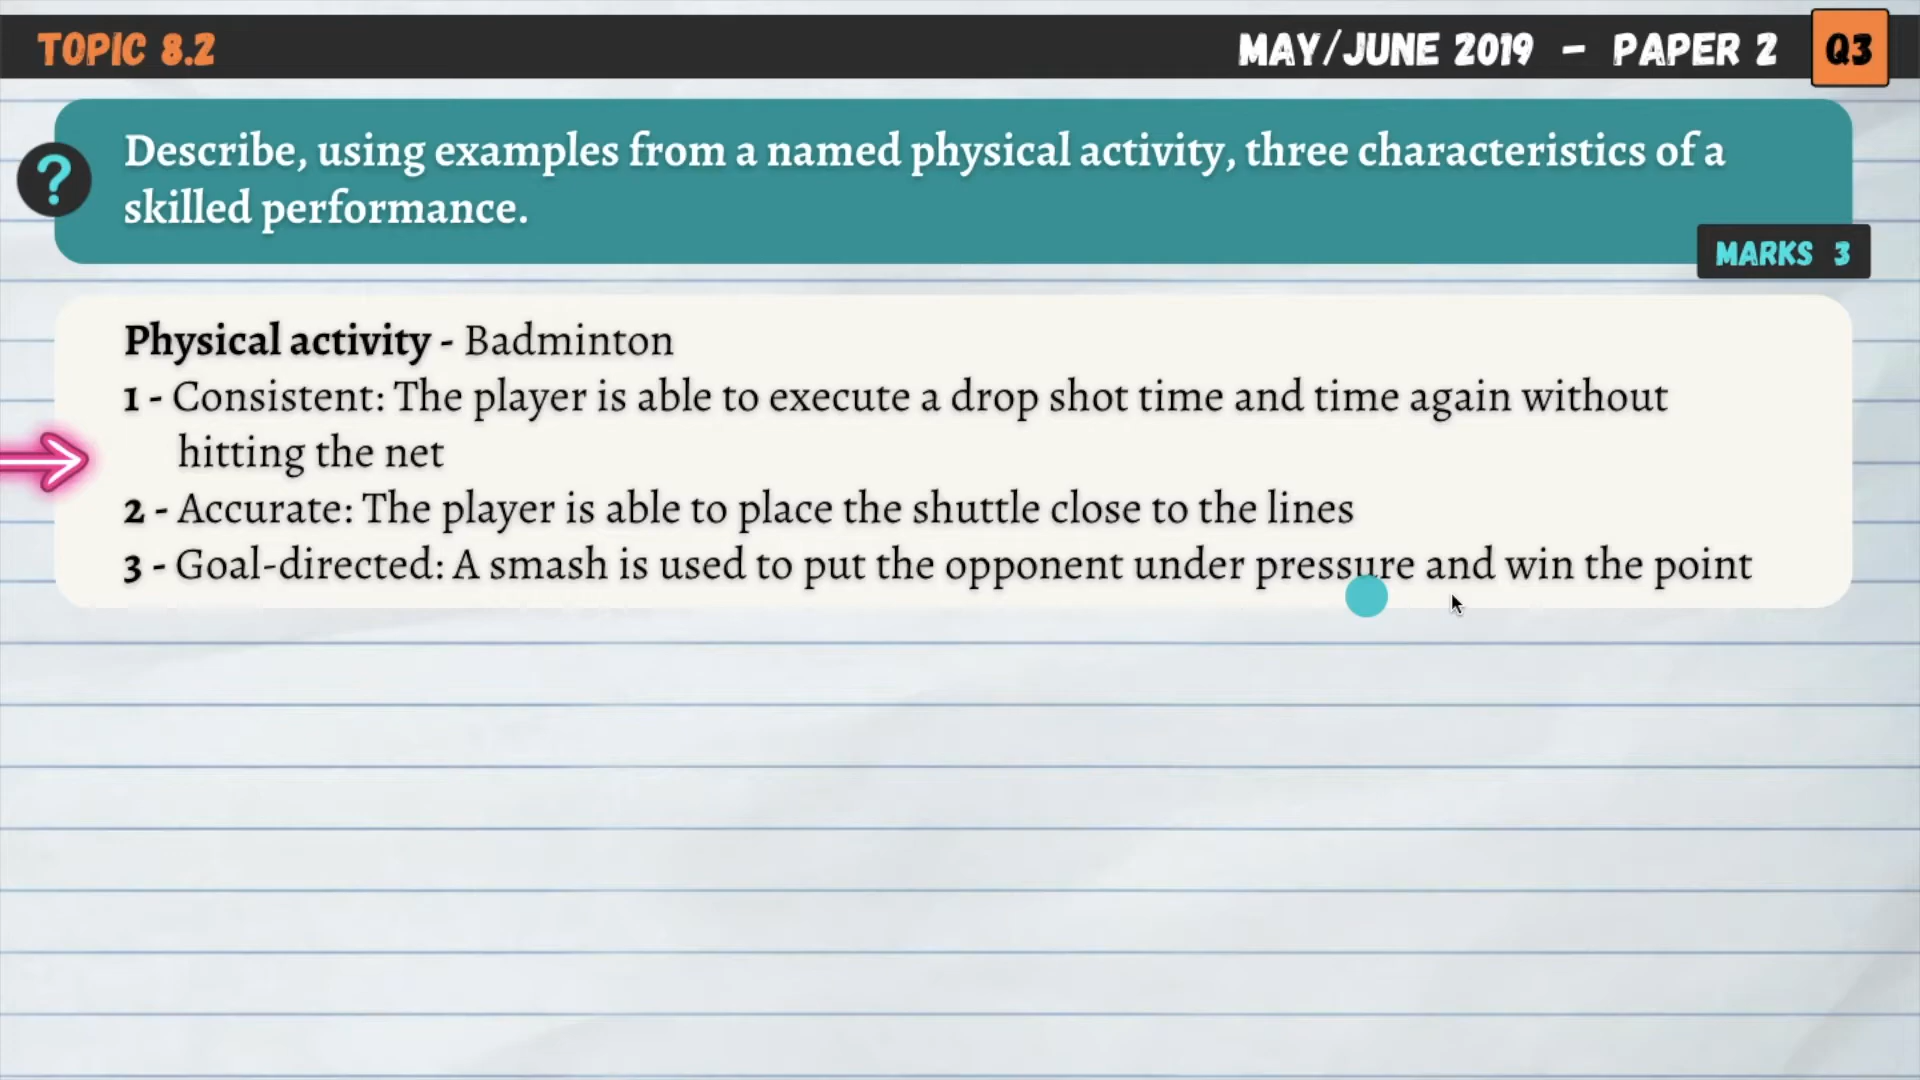 TOPIC 8.2
MAY/JUNE 2019 - PAPER 2
Q3
?
Describe, using examples from a named physical activity, three characteristics of a
skilled performance.
MARKS 3
Physical activity - Badminton
1 - Consistent: The player is able to execute a drop shot time and time again without
hitting the net
2 - Accurate: The player is able to place the shuttle close to the lines
3 - Goal-directed: A smash is used to put the opponent under pressure and win the point